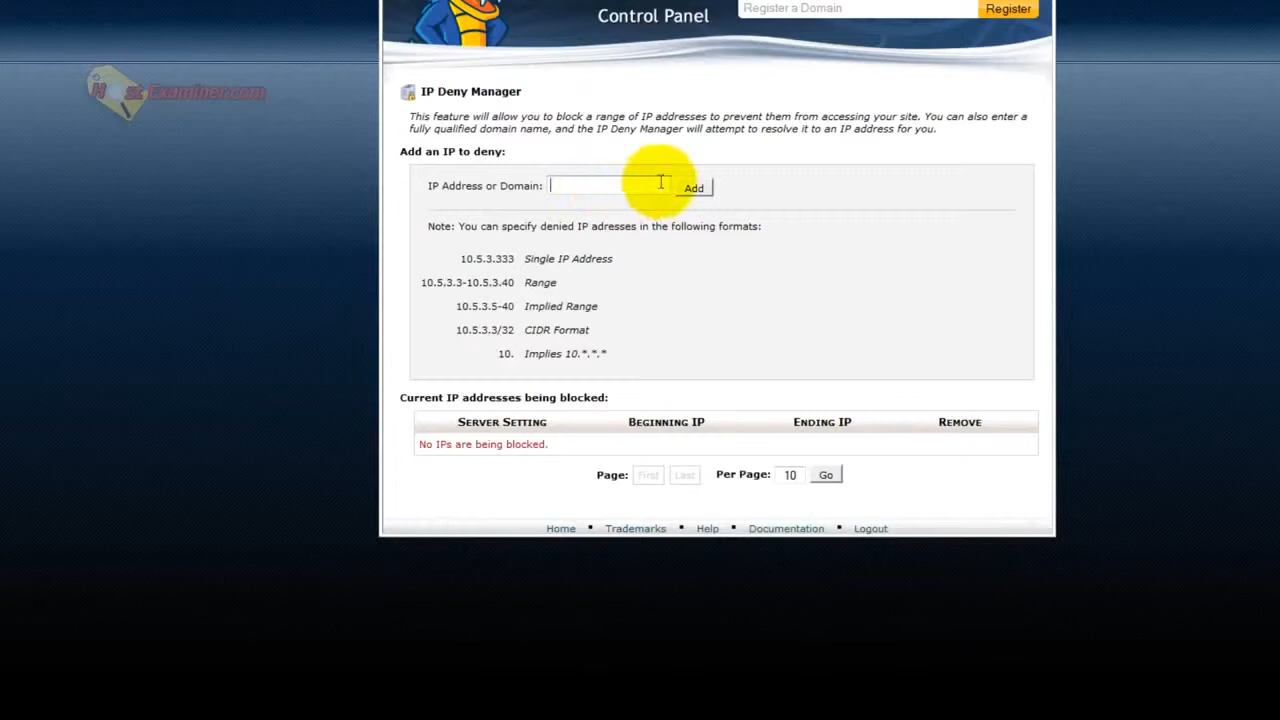 Control Panel
Register a Domain
Register
Host Examiner.com
IP Deny Manager
This feature will allow you to block a range of IP addresses to prevent them from accessing your site. You can also enter a
fully qualified domain name, and the IP Deny Manager will attempt to resolve it to an IP address for you.
Add an IP to deny:
IP Address or Domain:
Add
Note: You can specify denied IP adresses in the following formats:
10.5.3.333 Single IP Address
10.5.3.3-10.5.3.40 Range
10.5.3.5-40 Implied Range
10.5.3.3/32 CIDR Format
10. Implies 10.*.*.*
Current IP addresses being blocked:
SERVER SETTING BEGINNING IP ENDING IP REMOVE
No IPs are being blocked.
Page: First Last Per Page: 10 Go
Home ▪ Trademarks ▪ Help ▪ Documentation ▪ Logout